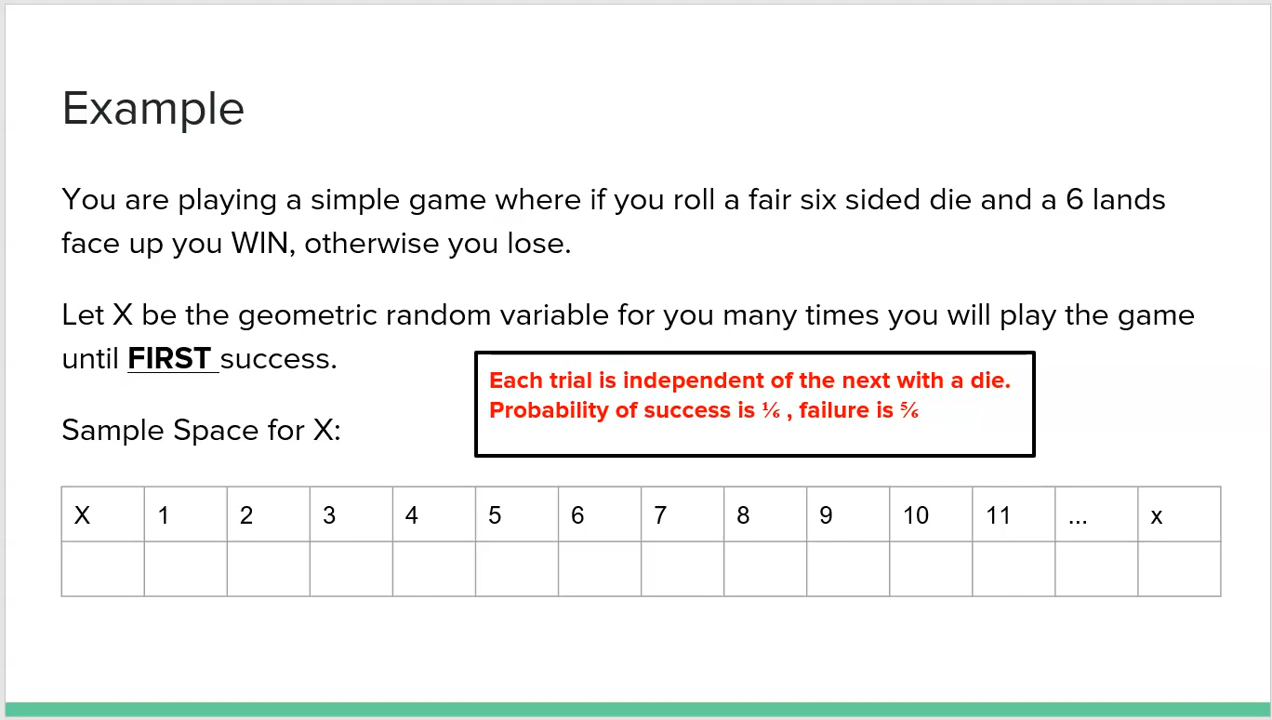 Example
You are playing a simple game where if you roll a fair six sided die and a 6 lands
face up you WIN, otherwise you lose.
Let X be the geometric random variable for you many times you will play the game
until FIRST success.
Each trial is independent of the next with a die.
Probability of success is ⅙ , failure is ⅚
Sample Space for X:
X 1 2 3 4 5 6 7 8 9 10 11 ... x